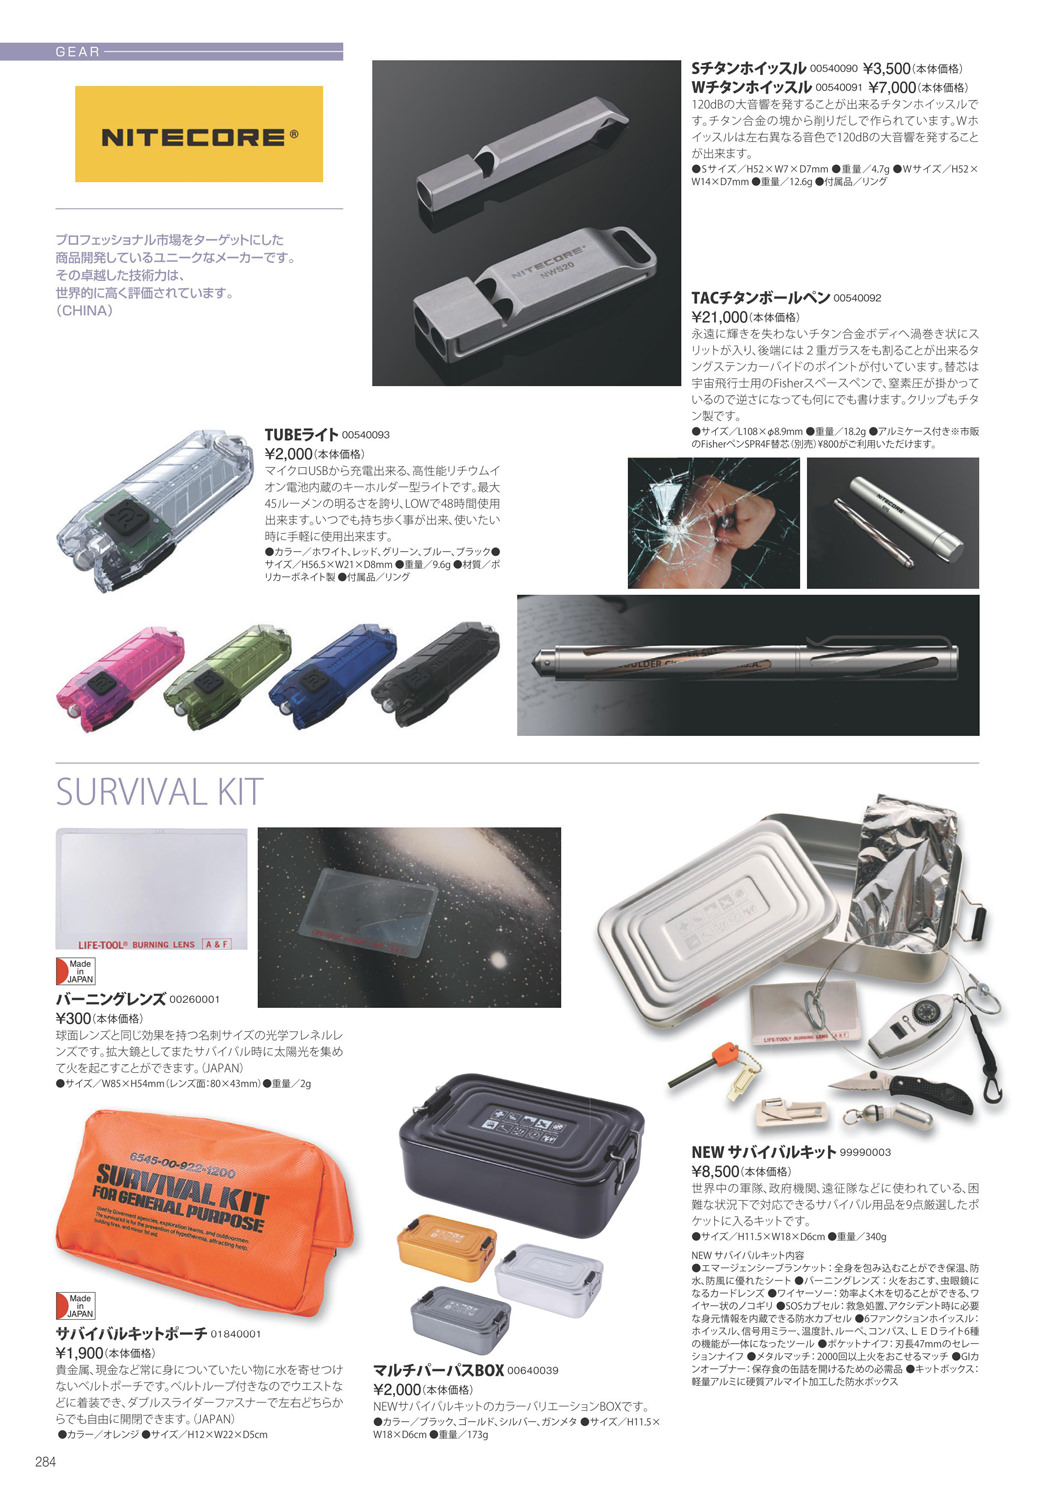 GEAR
NITECORE®
プロフェッショナル市場をターゲットにした
商品開発しているユニークなメーカーです。
その卓越した技術力は、
世界的に高く評価されています。
（CHINA）
NITECORE®
NWS20
Sチタンホイッスル 00540090 ¥3,500（本体価格）
Wチタンホイッスル 00540091 ¥7,000（本体価格）
120dBの大音響を発することが出来るチタンホイッスルで
す。チタン合金の塊から削りだしで作られています。Wホ
イッスルは左右異なる音色で120dBの大音響を発すること
が出来ます。
●Sサイズ／H52×W7×D7mm ●重量／4.7g ●Wサイズ／H52×
W14×D7mm ●重量／12.6g ●付属品／リング
TACチタンボールペン 00540092
¥21,000（本体価格）
永遠に輝きを失わないチタン合金ボディへ渦巻き状にス
リットが入り、後端には２重ガラスをも割ることが出来るタ
ングステンカーバイドのポイントが付いています。替芯は
宇宙飛行士用のFisherスペースペンで、窒素圧が掛かって
いるので逆さになっても何にでも書けます。クリップもチタ
ン製です。
●サイズ／L108×φ8.9mm ●重量／18.2g ●アルミケース付き※市販
のFisherペンSPR4F替芯（別売）¥800がご利用いただけます。
NITECORE
TUBEライト 00540093
¥2,000（本体価格）
マイクロUSBから充電出来る、高性能リチウムイ
オン電池内蔵のキーホルダー型ライトです。最大
45ルーメンの明るさを誇り、LOWで48時間使用
出来ます。いつでも持ち歩く事が出来、使いたい
時に手軽に使用出来ます。
●カラー／ホワイト、レッド、グリーン、ブルー、ブラック●
サイズ／H56.5×W21×D8mm ●重量／9.6g ●材質／ポ
リカーボネイト製 ●付属品／リング
SURVIVAL KIT
LIFE-TOOL® BURNING LENS A & F
Made
in
JAPAN
バーニングレンズ 00260001
¥300（本体価格）
球面レンズと同じ効果を持つ名刺サイズの光学フレネルレ
ンズです。拡大鏡としてまたサバイバル時に太陽光を集め
て火を起こすことができます。（JAPAN）
●サイズ／W85×H54mm（レンズ面：80×43mm）●重量／2g
6545-00-922-1200
SURVIVAL KIT
FOR GENERAL PURPOSE
Used by Goverment agencies, exploration teams, and outdoormen.
The survival kit is for the prevention of hypothermia, attracting help,
building fires, and minor 1st aid.
Made
in
JAPAN
サバイバルキットポーチ 01840001
¥1,900（本体価格）
貴金属、現金など常に身についていたい物に水を寄せつけ
ないベルトポーチです。ベルトループ付きなのでウエストな
どに着装でき、ダブルスライダーファスナーで左右どちらか
らでも自由に開閉できます。（JAPAN）
●カラー／オレンジ ●サイズ／H12×W22×D5cm
マルチパーパスBOX 00640039
¥2,000（本体価格）
NEWサバイバルキットのカラーバリエーションBOXです。
●カラー／ブラック、ゴールド、シルバー、ガンメタ ●サイズ／H11.5×
W18×D6cm ●重量／173g
LIFE-TOOL® BURNING LENS
NEW サバイバルキット 99990003
¥8,500（本体価格）
世界中の軍隊、政府機関、遠征隊などに使われている、困
難な状況下で対応できるサバイバル用品を9点厳選したポ
ケットに入るキットです。
●サイズ／H11.5×W18×D6cm ●重量／340g
NEW サバイバルキット内容
●エマージェンシーブランケット：全身を包み込むことができ保温、防
水、防風に優れたシート ●バーニングレンズ：火をおこす、虫眼鏡に
なるカードレンズ ●ワイヤーソー：効率よく木を切ることができる、ワ
イヤー状のノコギリ ●SOSカプセル：救急処置、アクシデント時に必要
な身元情報を内蔵できる防水カプセル ●6ファンクションホイッスル：
ホイッスル、信号用ミラー、温度計、ルーペ、コンパス、ＬＥＤライト6種
の機能が一体になったツール ●ポケットナイフ：刃長47mmのセレー
ションナイフ ●メタルマッチ：2000回以上火をおこせるマッチ ●GIカ
ンオープナー：保存食の缶詰を開けるための必需品 ●キットボックス：
軽量アルミに硬質アルマイト加工した防水ボックス
284